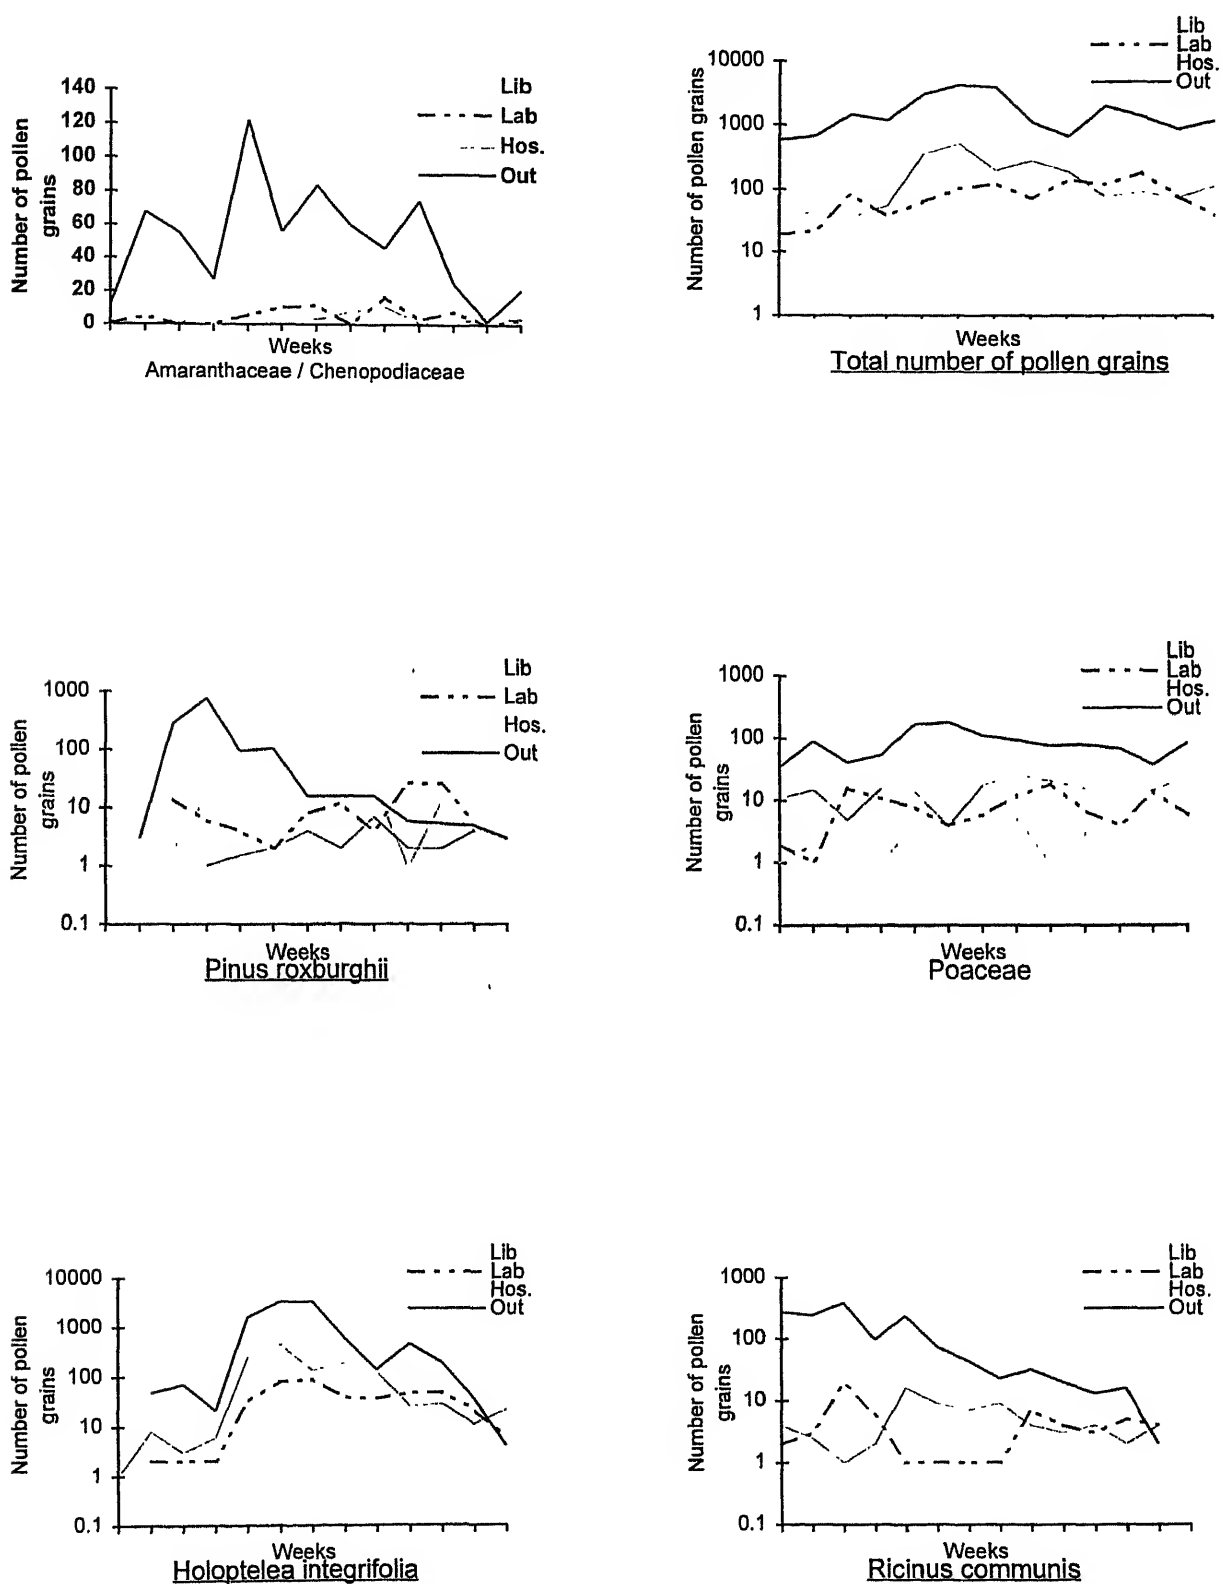 Lib
Lab
Hos.
Out
140
120
100
80
60
40
20
0
Number of pollen
grains
Weeks
Amaranthaceae / Chenopodiaceae
Lib
Lab
Hos.
Out
10000
1000
100
10
1
Number of pollen grains
Weeks
Total number of pollen grains
Lib
Lab
Hos.
Out
1000
100
10
1
0.1
Number of pollen
grains
Weeks
Pinus roxburghii
Lib
Lab
Hos.
Out
1000
100
10
1
0.1
Number of pollen
grains
Weeks
Poaceae
Lib
Lab
Hos.
Out
10000
1000
100
10
1
0.1
Number of pollen
grains
Weeks
Holoptelea integrifolia
Lib
Lab
Hos.
Out
1000
100
10
1
0.1
Number of pollen
grains
Weeks
Ricinus communis